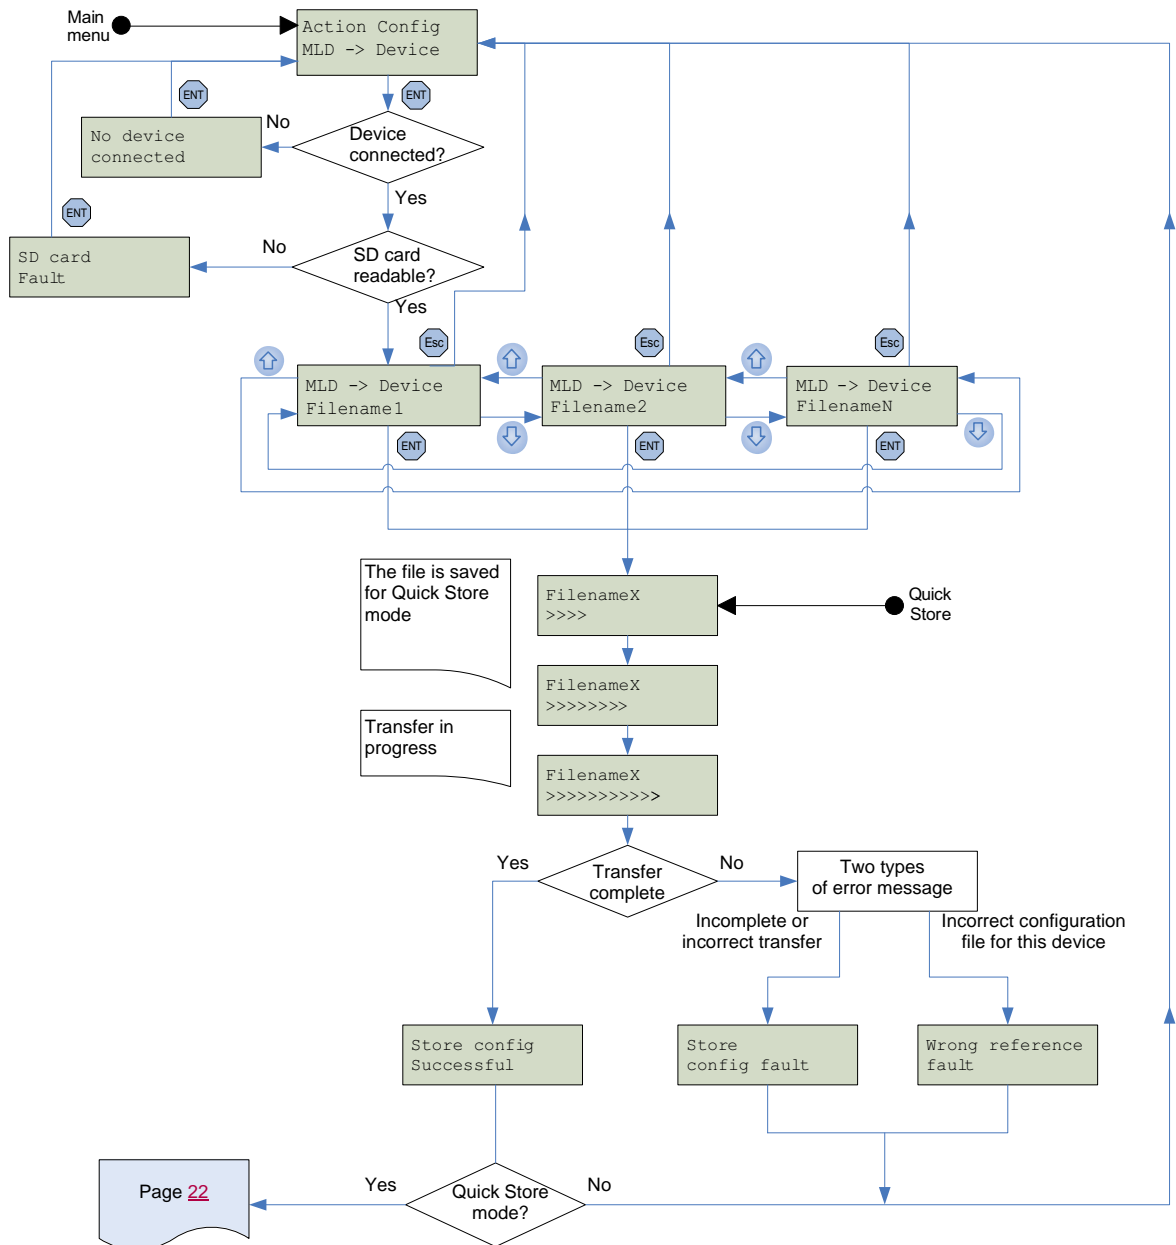 Main
menu
Action Config
MLD -> Device
ENT
ENT
No device
connected
No
Device
connected?
Yes
ENT
SD card
Fault
No
SD card
readable?
Yes
Esc
Esc
Esc
MLD -> Device
Filename1
MLD -> Device
Filename2
MLD -> Device
FilenameN
ENT
ENT
ENT
The file is saved
for Quick Store
mode
FilenameX
>>>>
Quick
Store
FilenameX
>>>>>>>>
Transfer in
progress
FilenameX
>>>>>>>>>>>
Yes
Transfer
complete
No
Two types
of error message
Incomplete or
incorrect transfer
Incorrect configuration
file for this device
Store config
Successful
Store
config fault
Wrong reference
fault
Page 22
Yes
Quick Store
mode?
No